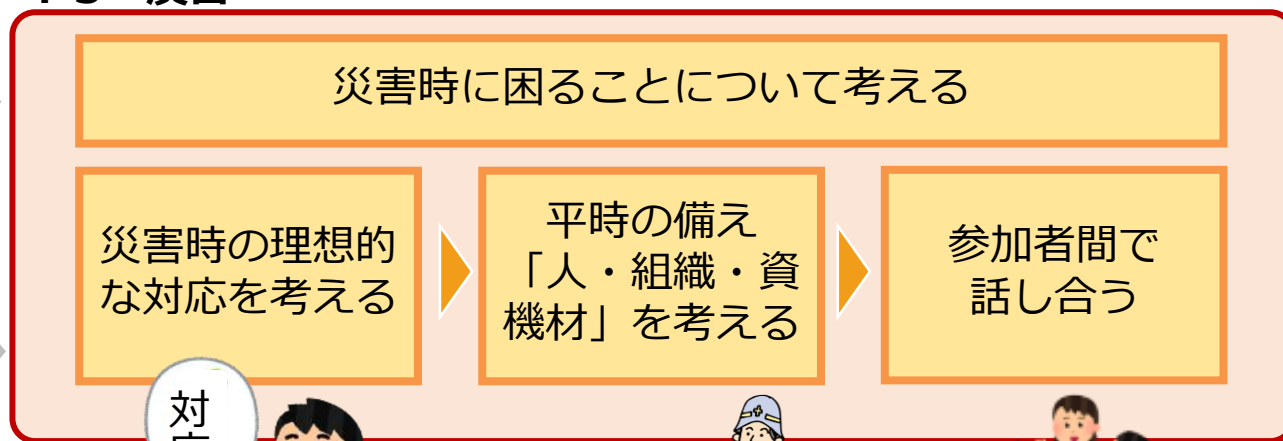 災害時に困ることについて考える
災害時の理想的
な対応を考える
平時の備え
「人・組織・資
機材」を考える
参加者間で
話し合う
対